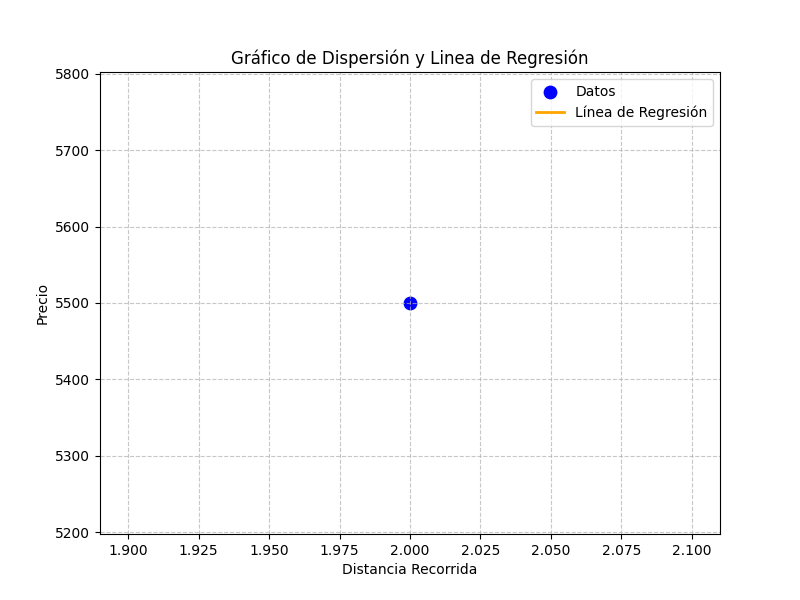 Gráfico de Dispersión y Linea de Regresión
Datos
Línea de Regresión
5800
5700
5600
5500
5400
5300
5200
Precio
1.900 1.925 1.950 1.975 2.000 2.025 2.050 2.075 2.100
Distancia Recorrida